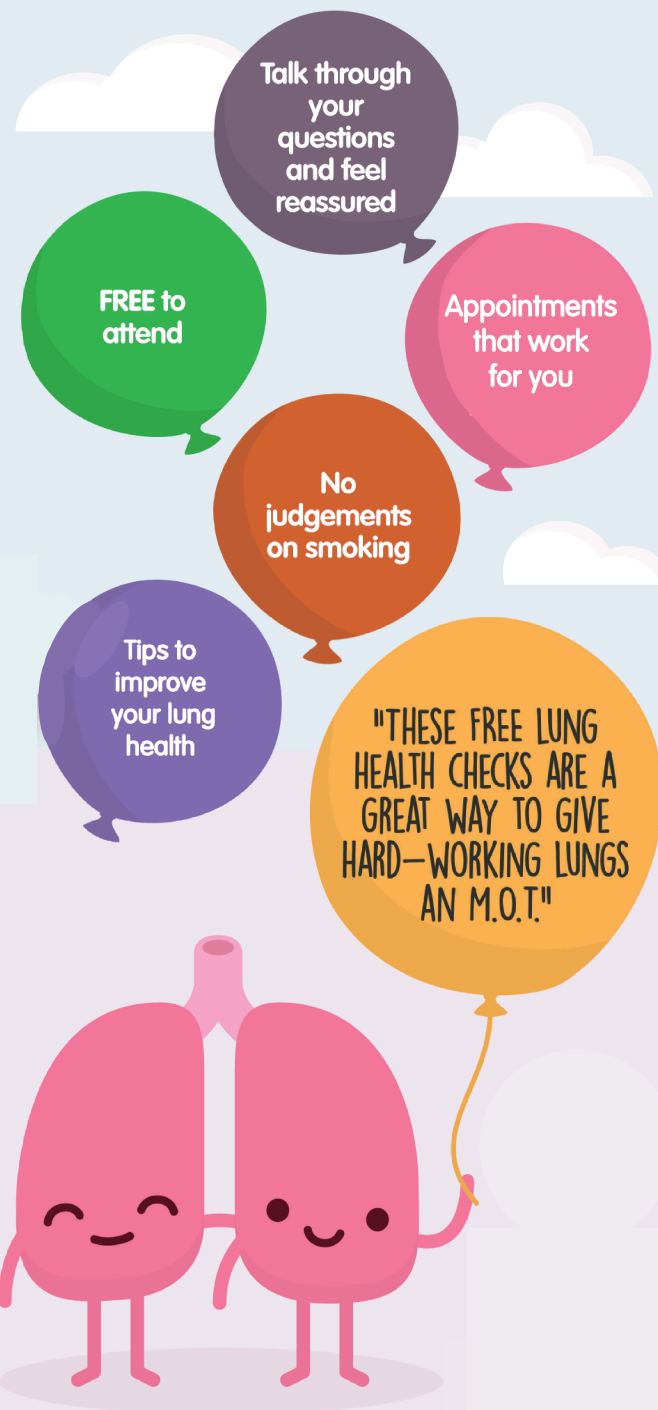 Talk through
your
questions
and feel
reassured
FREE to
attend
Appointments
that work
for you
No
judgements
on smoking
Tips to
improve
your lung
health
"THESE FREE LUNG
HEALTH CHECKS ARE A
GREAT WAY TO GIVE
HARD–WORKING LUNGS
AN M.O.T."